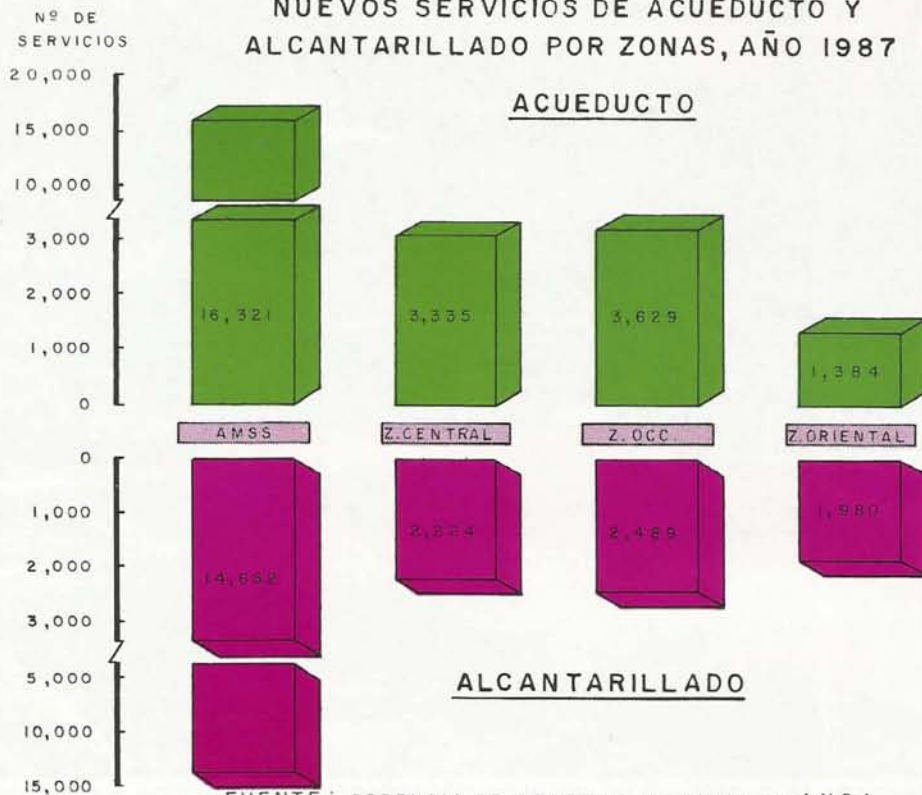 NUEVOS SERVICIOS DE ACUEDUCTO Y
ALCANTARILLADO POR ZONAS, AÑO 1987
Nº DE
SERVICIOS
ACUEDUCTO
20,000
15,000
10,000
3,000
2,000
1,000
0
16,321
3,335
3,629
1,384
AMSS
Z.CENTRAL
Z.OCC.
Z.ORIENTAL
0
1,000
2,000
3,000
5,000
10,000
15,000
14,652
2,324
2,489
1,980
ALCANTARILLADO
FUENTE: